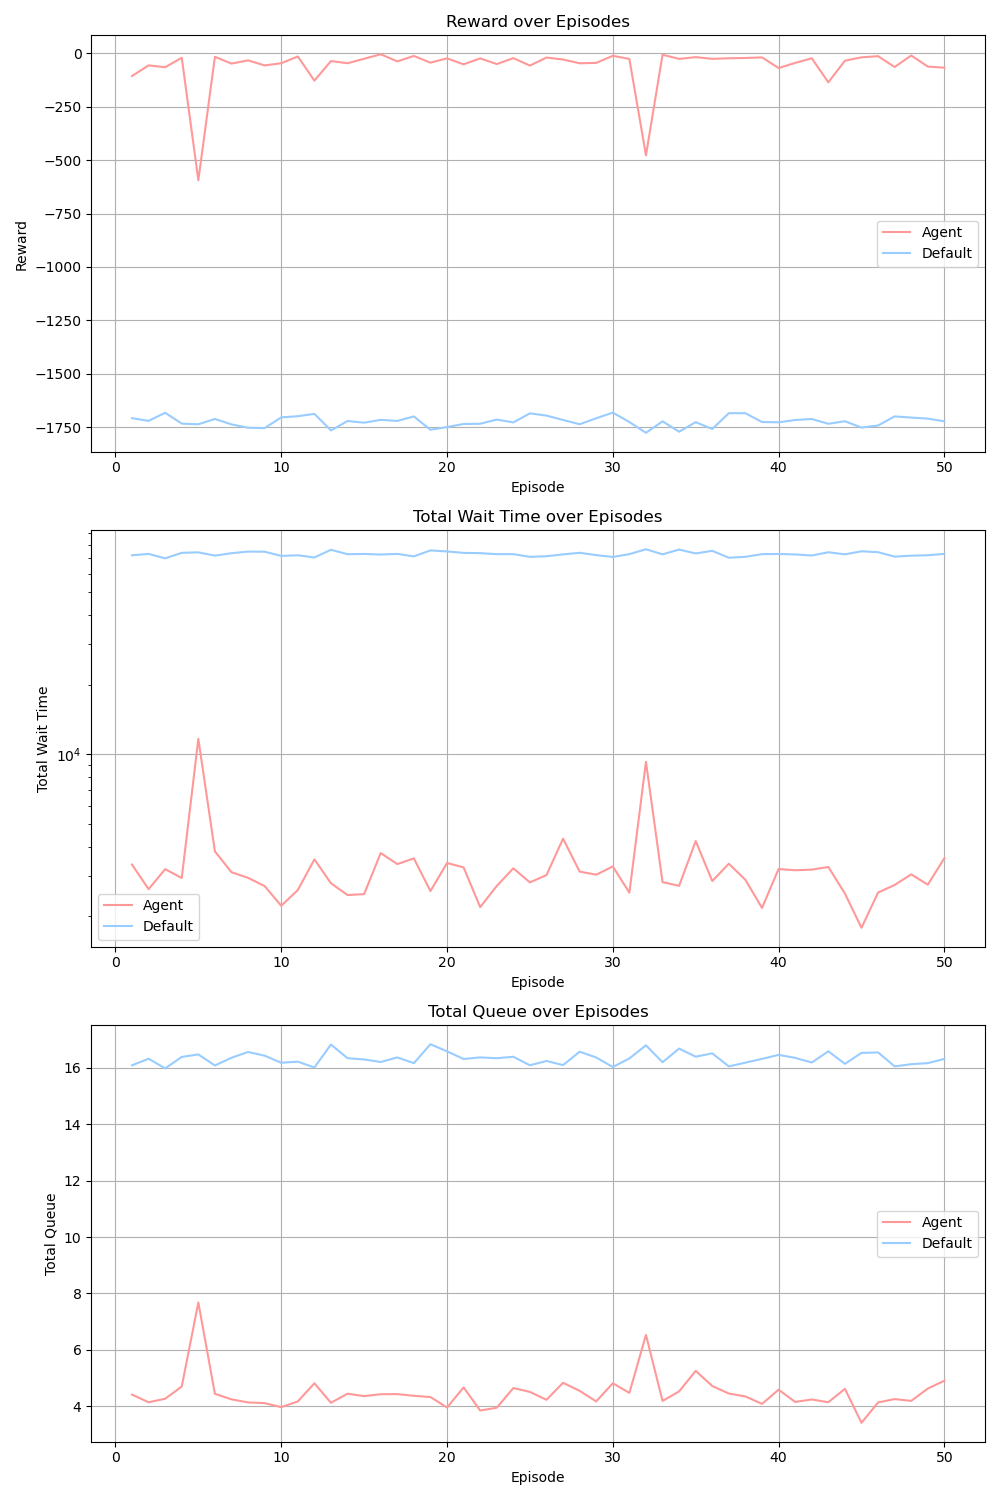 Reward over Episodes
0
−250
−500
−750
−1000
−1250
−1500
−1750
Reward
Agent
Default
0 10 20 30 40 50
Episode
Total Wait Time over Episodes
10⁴
Total Wait Time
Agent
Default
0 10 20 30 40 50
Episode
Total Queue over Episodes
16
14
12
10
8
6
4
Total Queue
Agent
Default
0 10 20 30 40 50
Episode